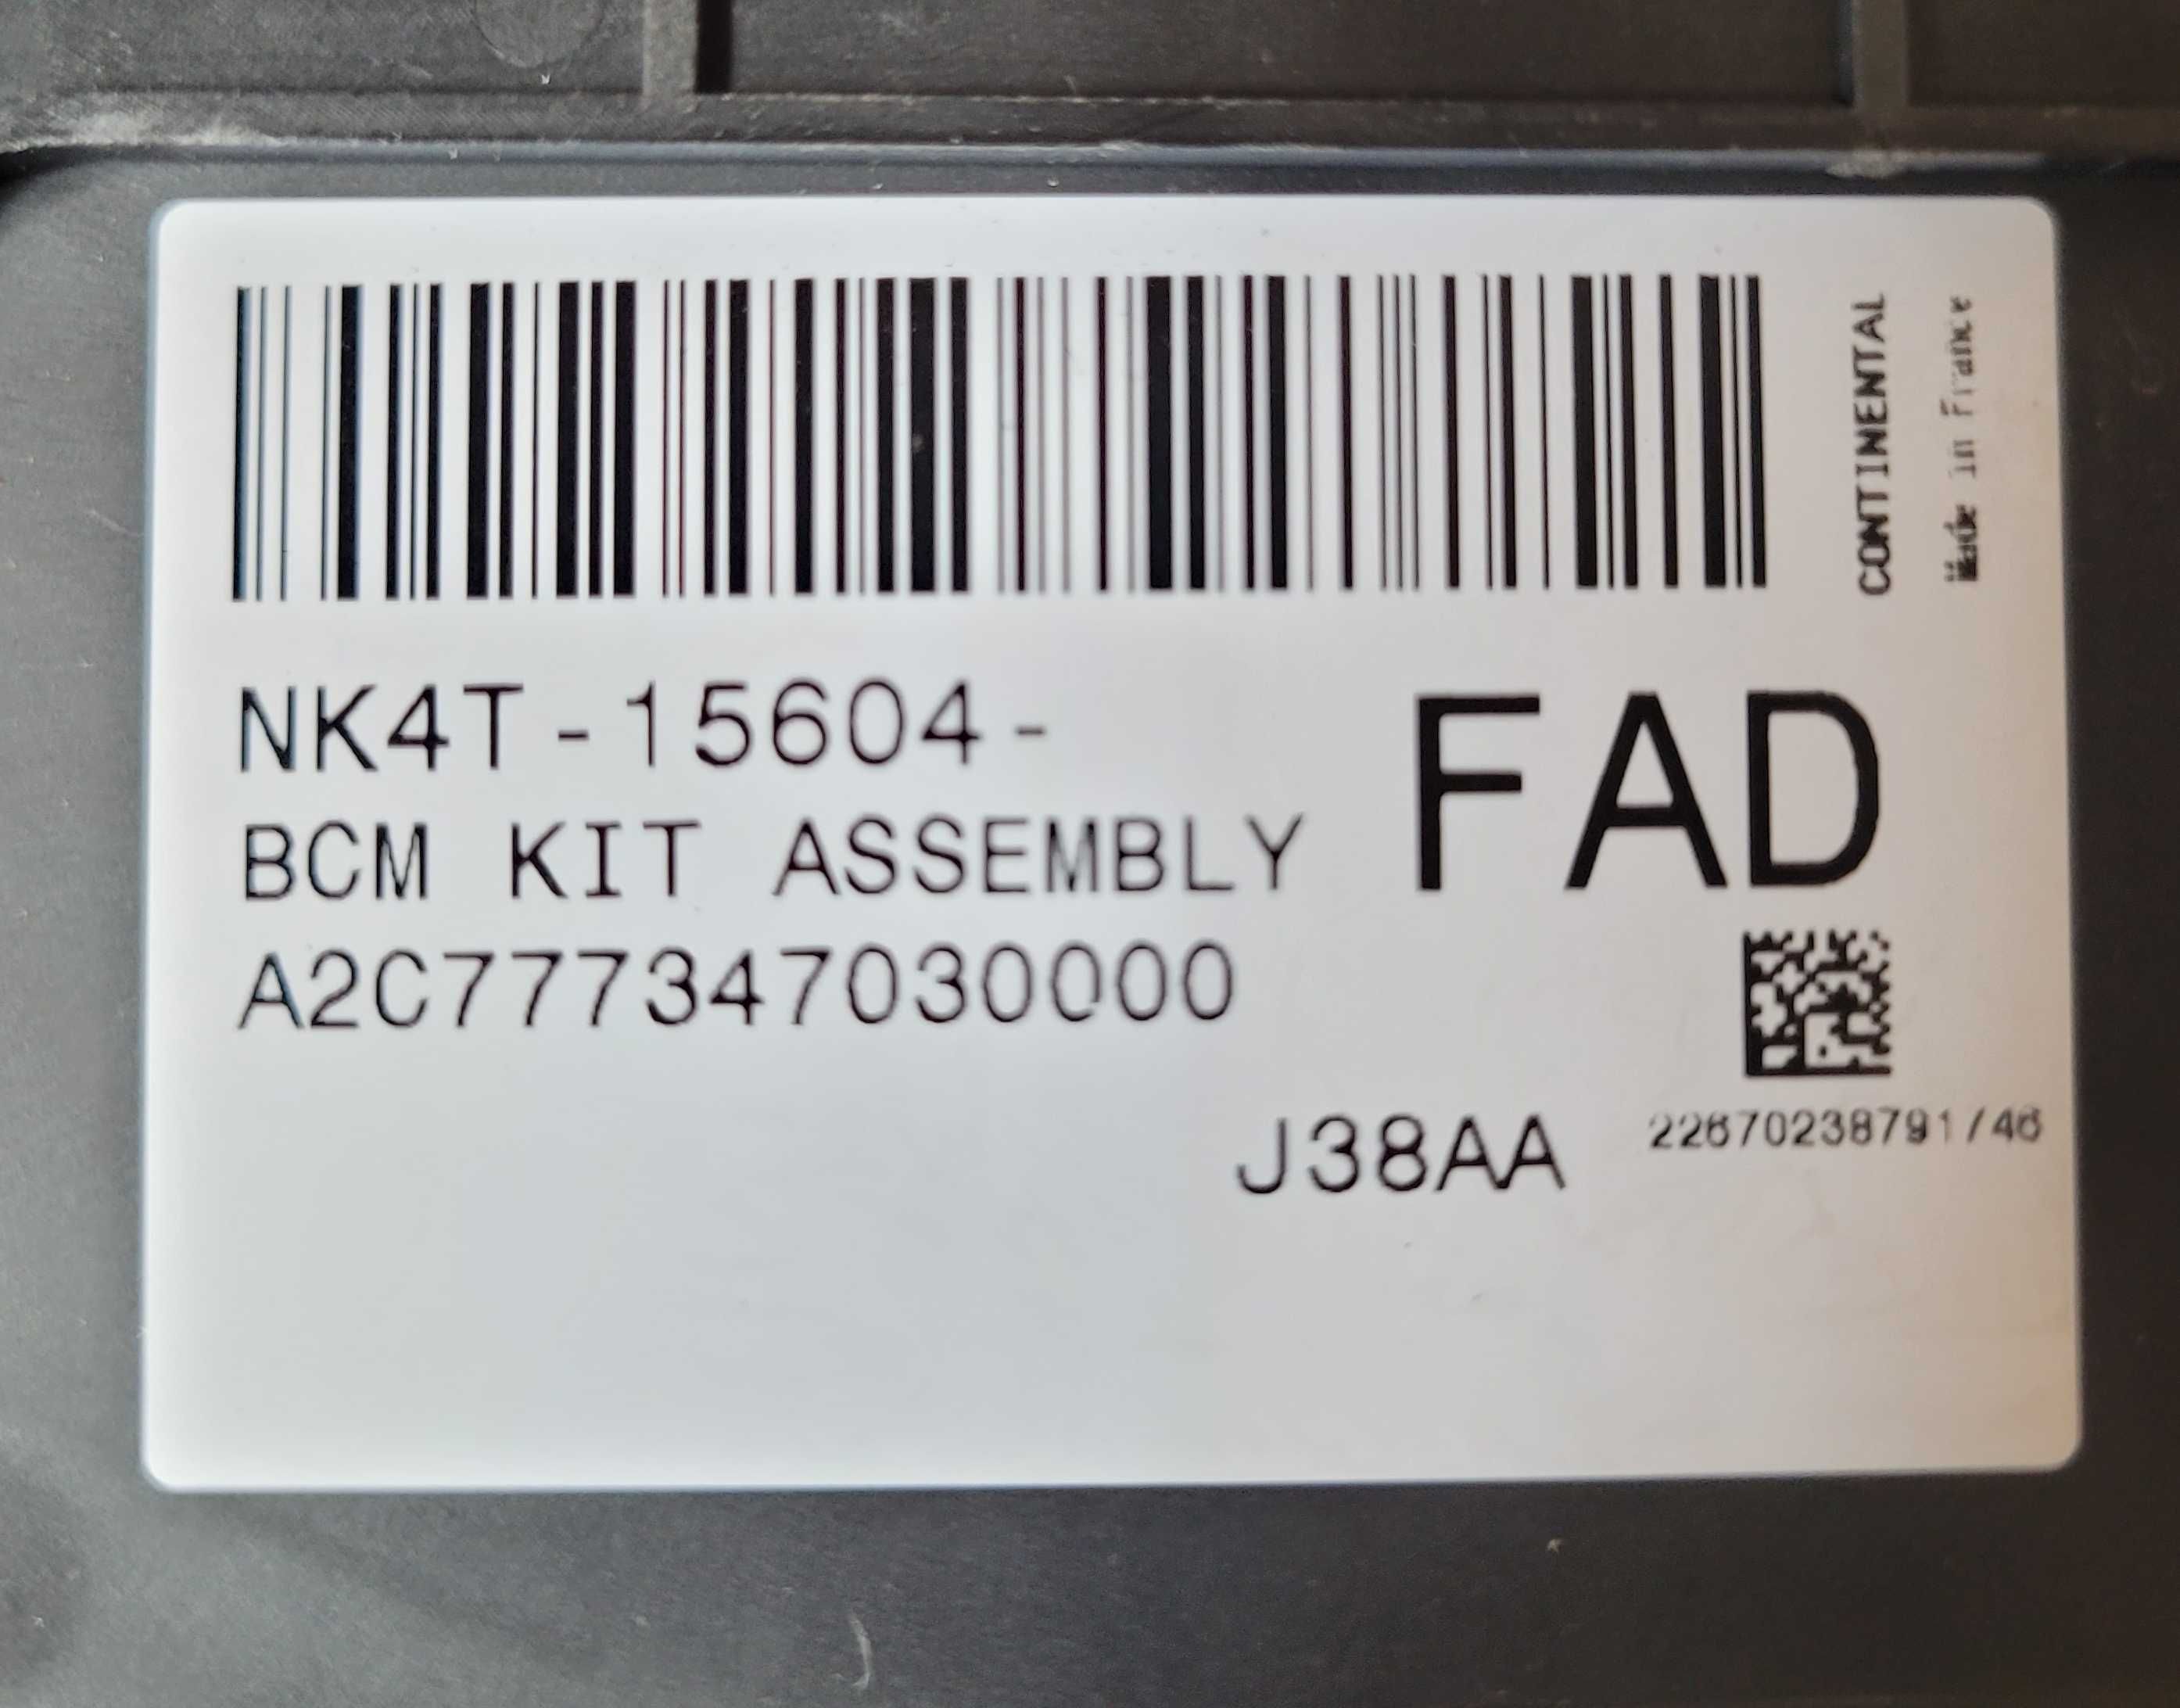 CONTINENTAL
Made in France
NK4T-15604-
FAD
BCM KIT ASSEMBLY
A2C777347030000
J38AA
22670238791/46